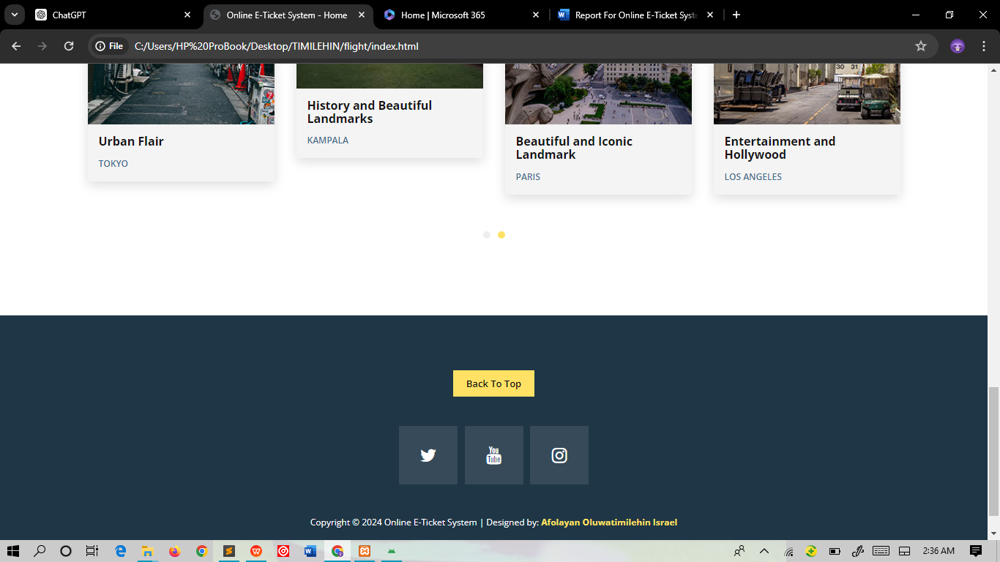 ChatGPT
Online E-Ticket System - Home
Home | Microsoft 365
Report For Online E-Ticket Syste
File
C:/Users/HP%20ProBook/Desktop/TIMILEHIN/flight/index.html
30 31
Urban Flair
TOKYO
History and Beautiful
Landmarks
KAMPALA
Beautiful and Iconic
Landmark
PARIS
Entertainment and
Hollywood
LOS ANGELES
Back To Top
You
Tube
Copyright © 2024 Online E-Ticket System | Designed by: Afolayan Oluwatimilehin Israel
2:36 AM